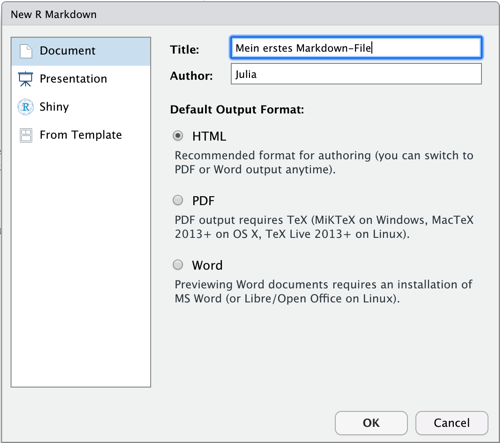 New R Markdown
Document
Presentation
Shiny
From Template
Title: Mein erstes Markdown-File
Author: Julia
Default Output Format:
HTML
Recommended format for authoring (you can switch to
PDF or Word output anytime).
PDF
PDF output requires TeX (MiKTeX on Windows, MacTeX
2013+ on OS X, TeX Live 2013+ on Linux).
Word
Previewing Word documents requires an installation of
MS Word (or Libre/Open Office on Linux).
OK Cancel